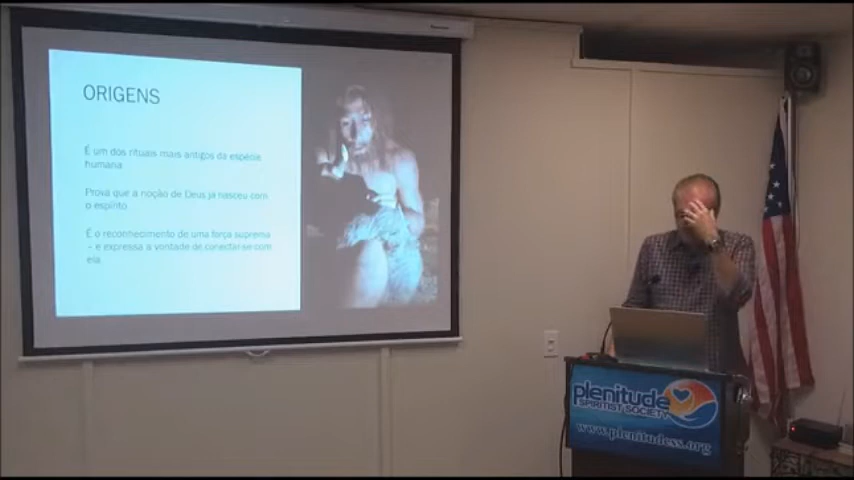 ORIGENS
É um dos rituais mais antigos da espécie
humana
Prova que a noção de Deus já nasceu com
o espírito
É o reconhecimento de uma força suprema
- e expressa a vontade de conectar-se com
ela
plenitude
SPIRITIST SOCIETY
www.plenitudess.org